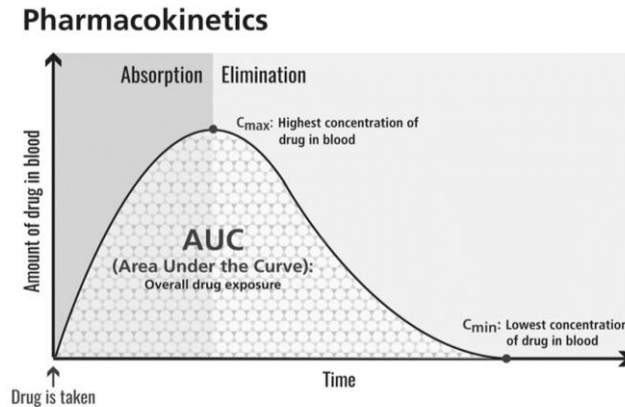 Pharmacokinetics
Absorption
Elimination
Cmax: Highest concentration of
drug in blood
Amount of drug in blood
AUC
(Area Under the Curve):
Overall drug exposure
Cmin: Lowest concentration
of drug in blood
Time
Drug is taken